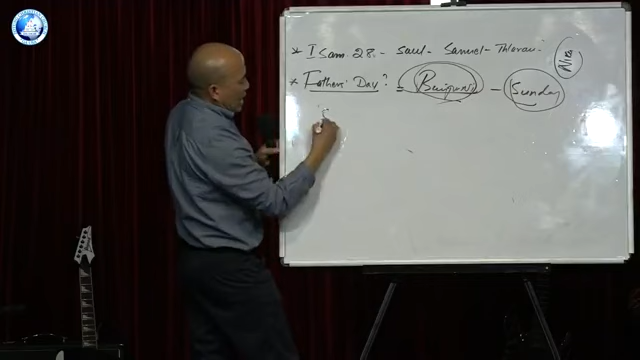 * I Sam. 28. - Saul - Samuel - Thlarau
* Fathers' Day? = - Sunday